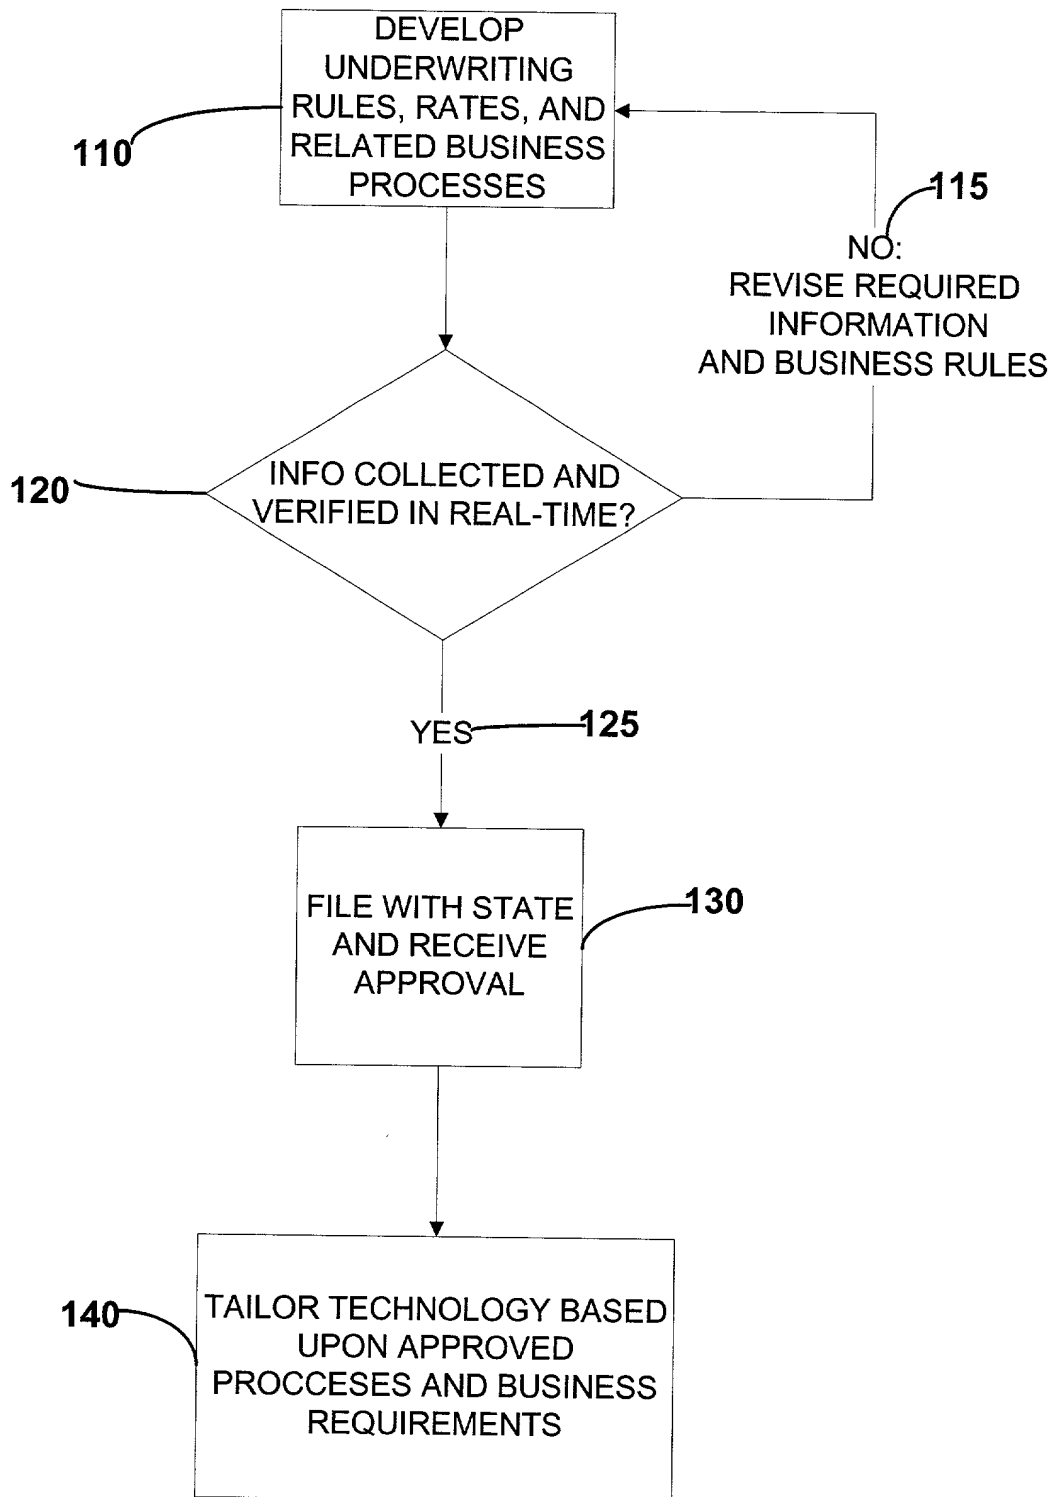 DEVELOP
UNDERWRITING
RULES, RATES, AND
RELATED BUSINESS
PROCESSES
110
115
NO:
REVISE REQUIRED
INFORMATION
AND BUSINESS RULES
120
INFO COLLECTED AND
VERIFIED IN REAL-TIME?
YES
125
FILE WITH STATE
AND RECEIVE
APPROVAL
130
140
TAILOR TECHNOLOGY BASED
UPON APPROVED
PROCCESES AND BUSINESS
REQUIREMENTS